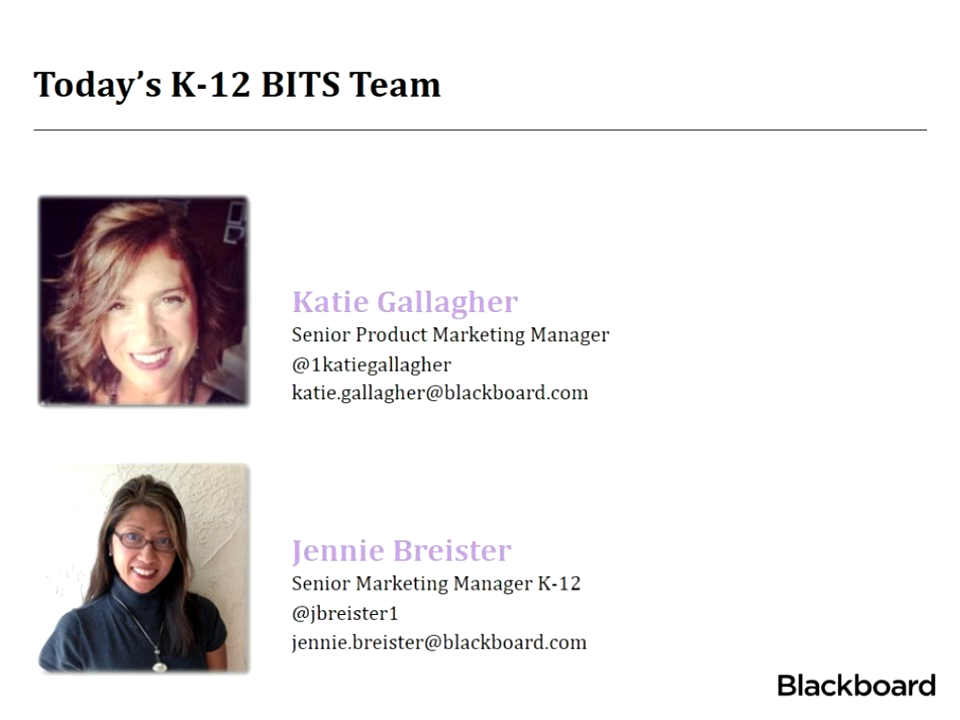 Today’s K-12 BITS Team
Katie Gallagher
Senior Product Marketing Manager
@1katiegallagher
katie.gallagher@blackboard.com
Jennie Breister
Senior Marketing Manager K-12
@jbreister1
jennie.breister@blackboard.com
Blackboard